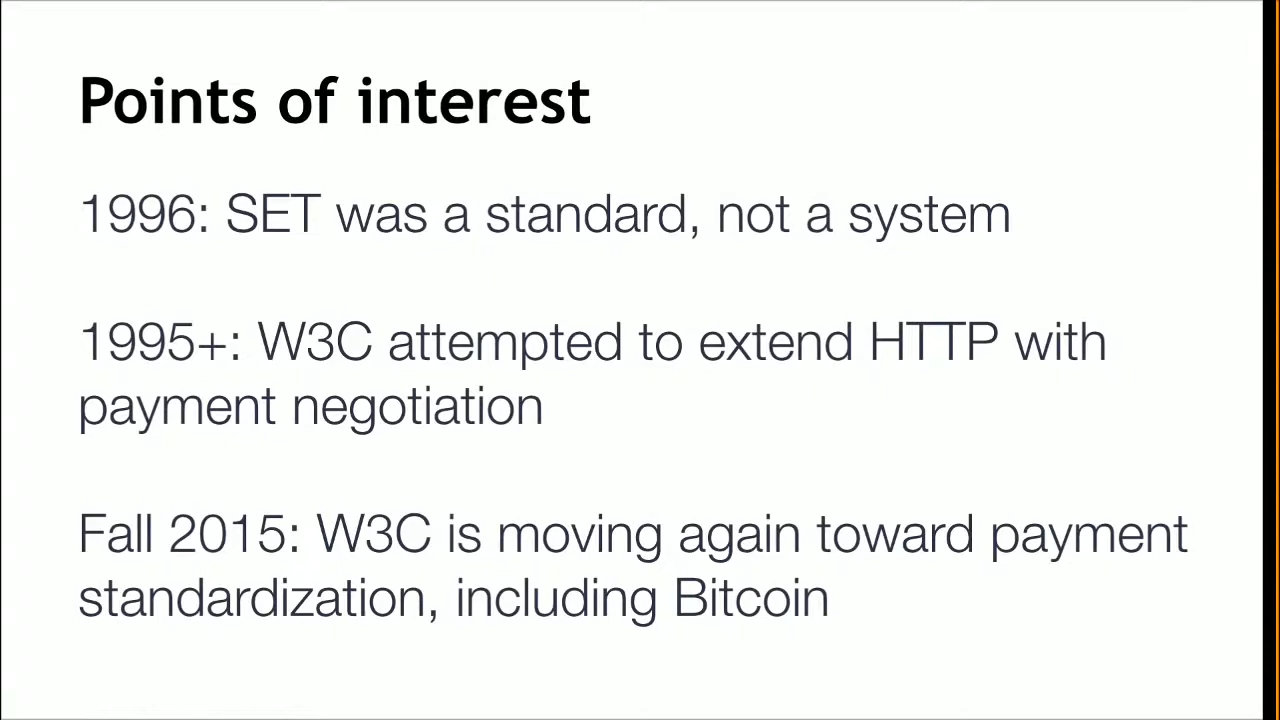 Points of interest
1996: SET was a standard, not a system
1995+: W3C attempted to extend HTTP with
payment negotiation
Fall 2015: W3C is moving again toward payment
standardization, including Bitcoin